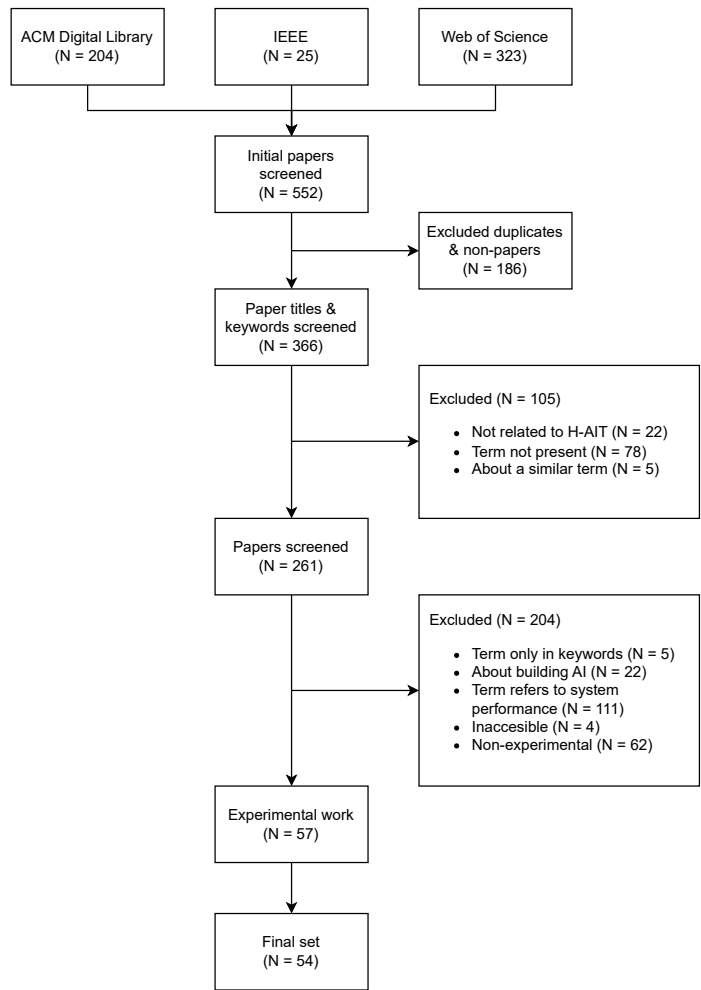 ACM Digital Library
(N = 204)
IEEE
(N = 25)
Web of Science
(N = 323)
Initial papers
screened
(N = 552)
Excluded duplicates
& non-papers
(N = 186)
Paper titles &
keywords screened
(N = 366)
Excluded (N = 105)
• Not related to H-AIT (N = 22)
• Term not present (N = 78)
• About a similar term (N = 5)
Papers screened
(N = 261)
Excluded (N = 204)
• Term only in keywords (N = 5)
• About building AI (N = 22)
• Term refers to system
performance (N = 111)
• Inaccesible (N = 4)
• Non-experimental (N = 62)
Experimental work
(N = 57)
Final set
(N = 54)